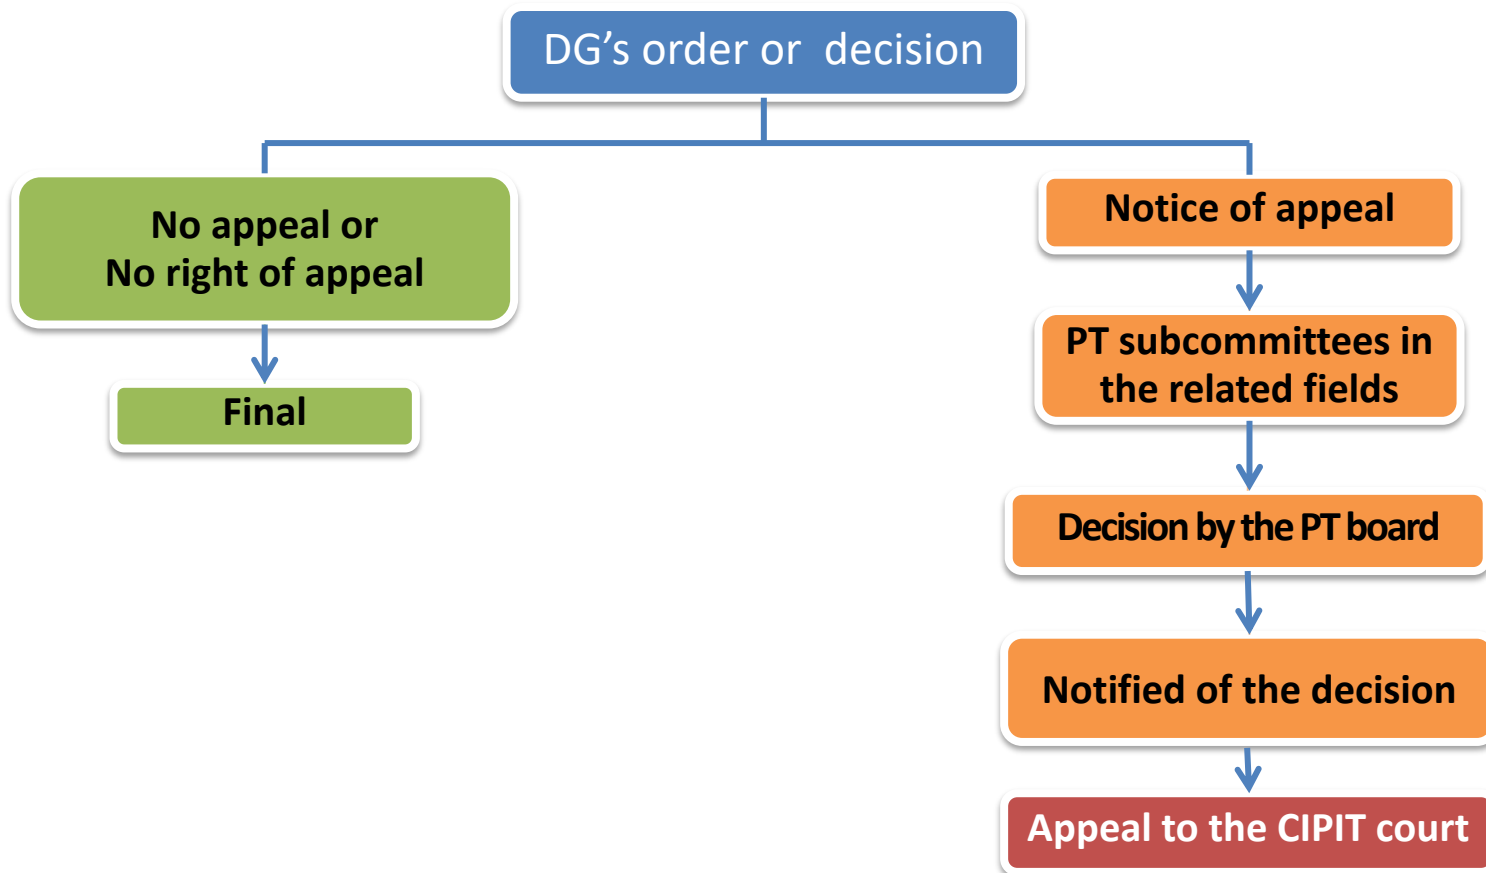 DG’s order or decision
No appeal or
No right of appeal
Final
Notice of appeal
PT subcommittees in
the related fields
Decision by the PT board
Notified of the decision
Appeal to the CIPIT court